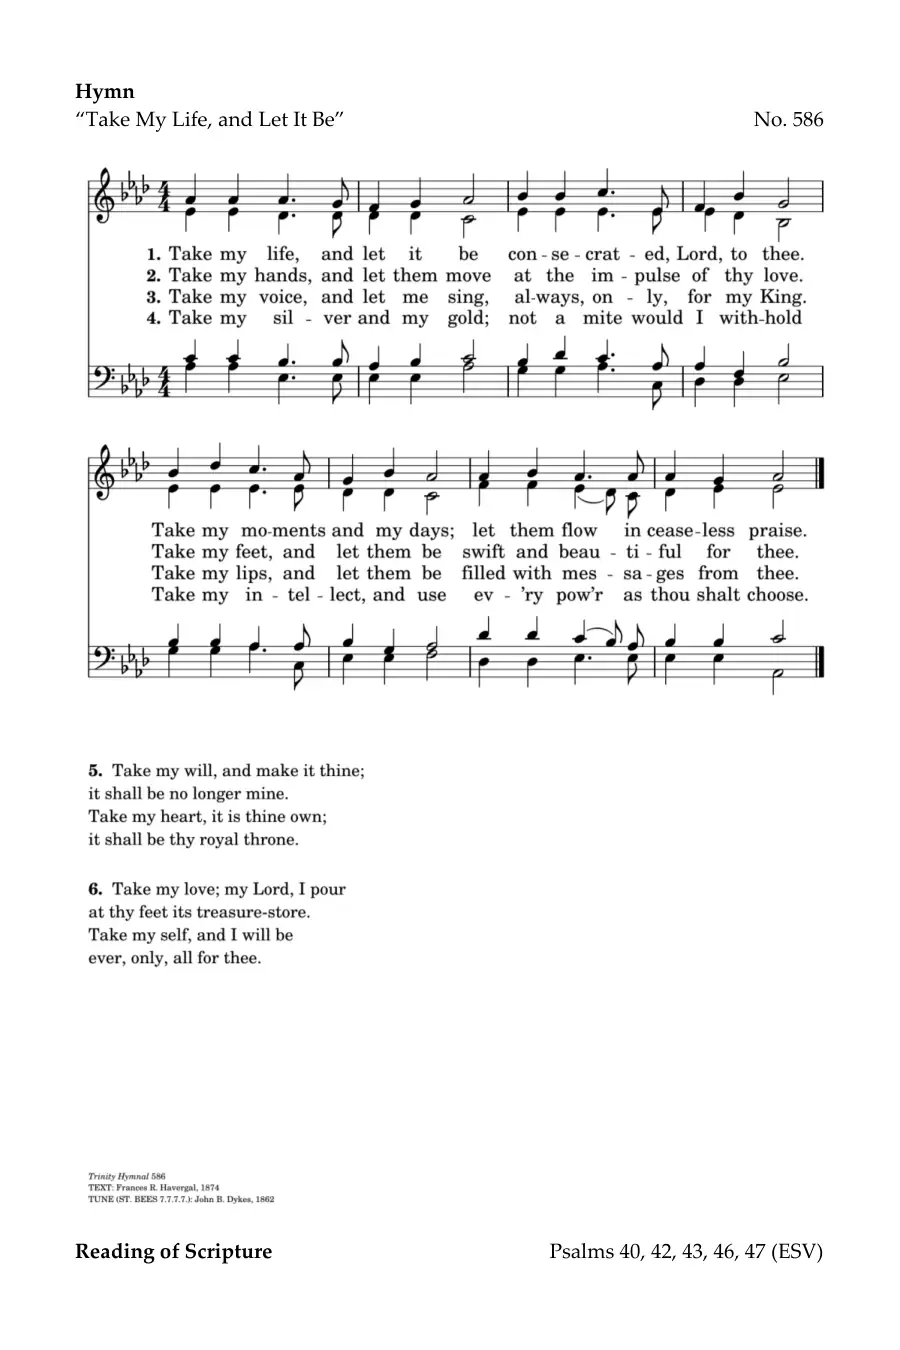 Hymn
“Take My Life, and Let It Be” No. 586
1. Take my life, and let it be con - se - crat - ed, Lord, to thee.
2. Take my hands, and let them move at the im - pulse of thy love.
3. Take my voice, and let me sing, al-ways, on - ly, for my King.
4. Take my sil - ver and my gold; not a mite would I with-hold
Take my mo-ments and my days; let them flow in cease-less praise.
Take my feet, and let them be swift and beau - ti - ful for thee.
Take my lips, and let them be filled with mes - sa - ges from thee.
Take my in - tel - lect, and use ev - ’ry pow’r as thou shalt choose.
5. Take my will, and make it thine;
it shall be no longer mine.
Take my heart, it is thine own;
it shall be thy royal throne.
6. Take my love; my Lord, I pour
at thy feet its treasure-store.
Take my self, and I will be
ever, only, all for thee.
Trinity Hymnal 586
TEXT: Frances R. Havergal, 1874
TUNE (ST. BEES 7.7.7.7.): John B. Dykes, 1862
Reading of Scripture Psalms 40, 42, 43, 46, 47 (ESV)